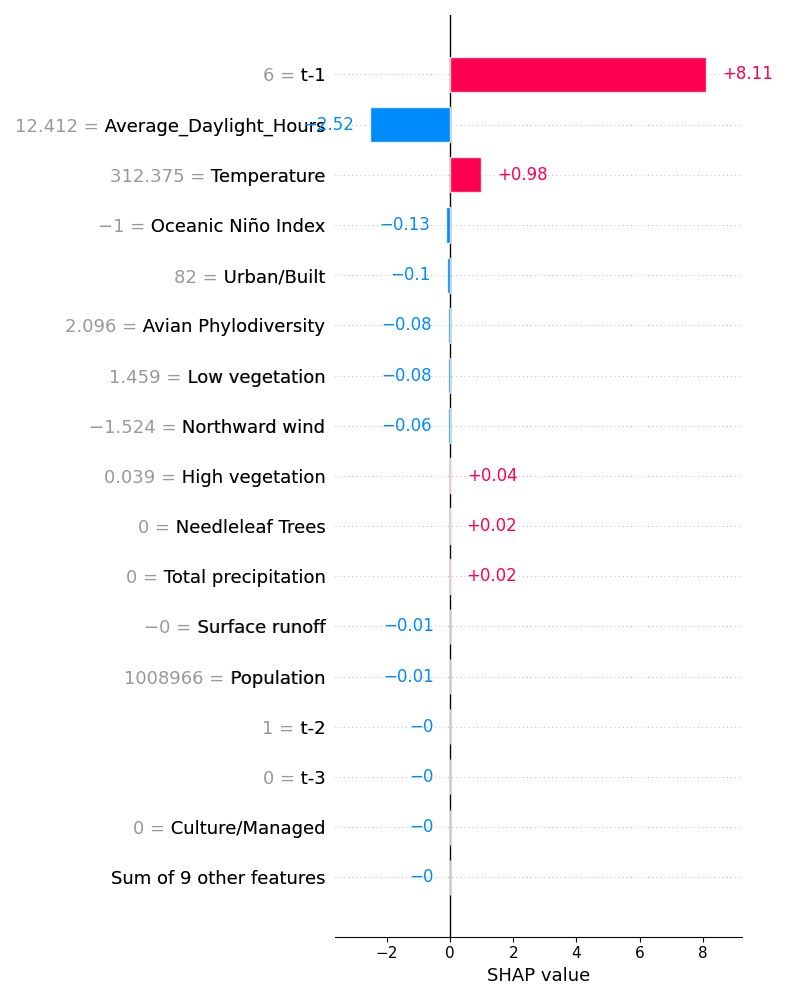 6 = t-1 +8.11
12.412 = Average_Daylight_Hours −2.52
312.375 = Temperature +0.98
−1 = Oceanic Niño Index −0.13
82 = Urban/Built −0.1
2.096 = Avian Phylodiversity −0.08
1.459 = Low vegetation −0.08
−1.524 = Northward wind −0.06
0.039 = High vegetation +0.04
0 = Needleleaf Trees +0.02
0 = Total precipitation +0.02
−0 = Surface runoff −0.01
1008966 = Population −0.01
1 = t-2 −0
0 = t-3 −0
0 = Culture/Managed −0
Sum of 9 other features −0
−2 0 2 4 6 8
SHAP value